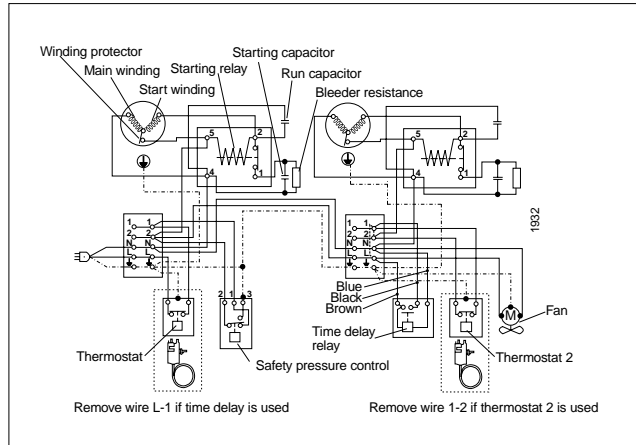 Winding protector
Main winding
Start winding
Starting relay
Starting capacitor
Run capacitor
Bleeder resistance
5 2
4 1
5 2
4 1
1 1
2 2
N N
L L
1 1
2 2
N N
L L
2 1 3
Blue
Black
Brown
Time delay
relay
Thermostat
Safety pressure control
M
Fan
Thermostat 2
1932
Remove wire L-1 if time delay is used
Remove wire 1-2 if thermostat 2 is used